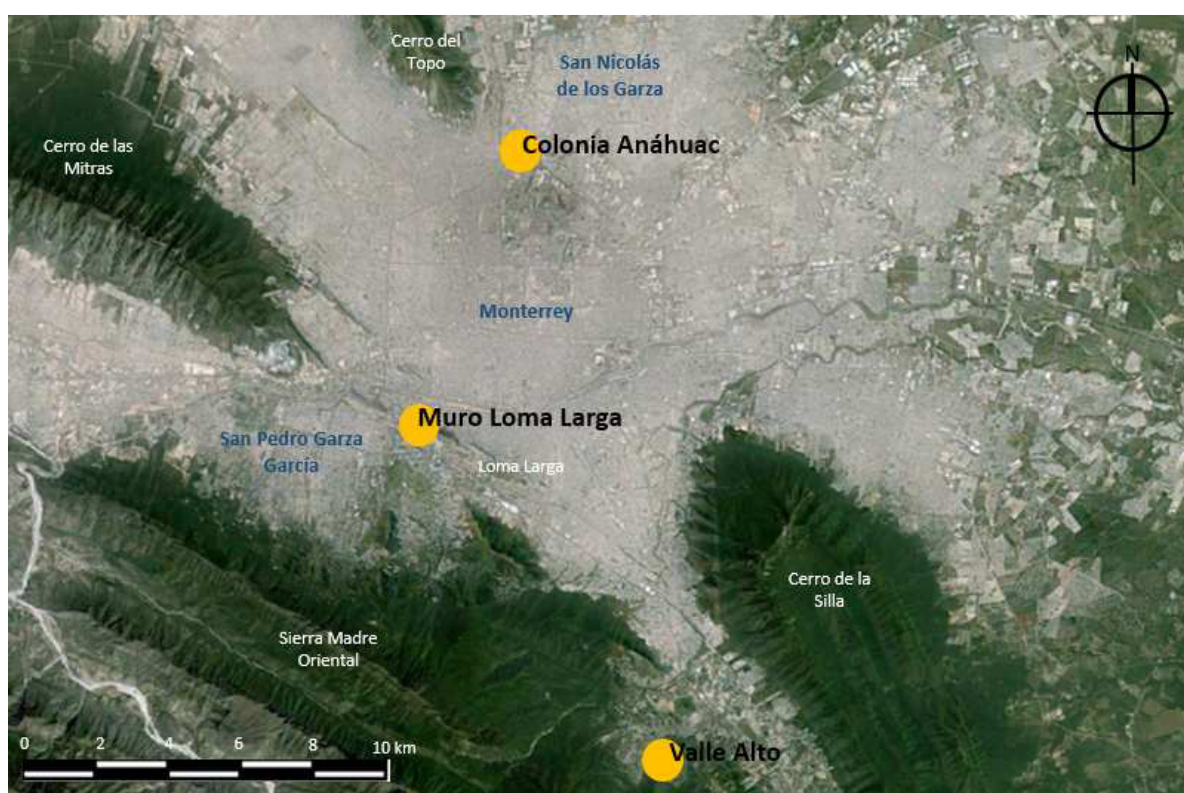 Cerro del
Topo
San Nicolás
de los Garza
N
Colonia Anáhuac
Cerro de las
Mitras
Monterrey
Muro Loma Larga
San Pedro Garza
García
Loma Larga
Cerro de la
Silla
Sierra Madre
Oriental
0 2 4 6 8 10 km
Valle Alto